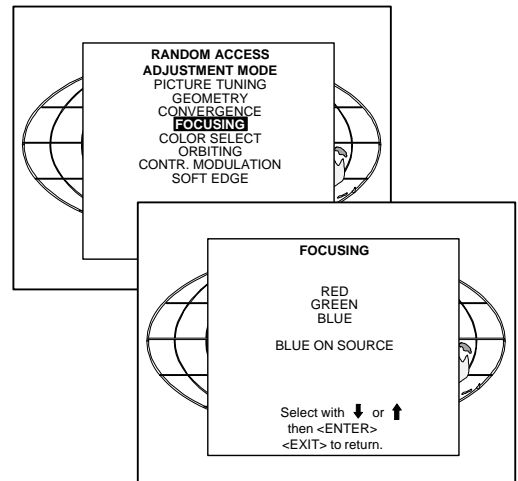 RANDOM ACCESS
ADJUSTMENT MODE
PICTURE TUNING
GEOMETRY
CONVERGENCE
FOCUSING
COLOR SELECT
ORBITING
CONTR. MODULATION
SOFT EDGE
FOCUSING
RED
GREEN
BLUE
BLUE ON SOURCE
Select with ⬇ or ⬆
then <ENTER>
<EXIT> to return.